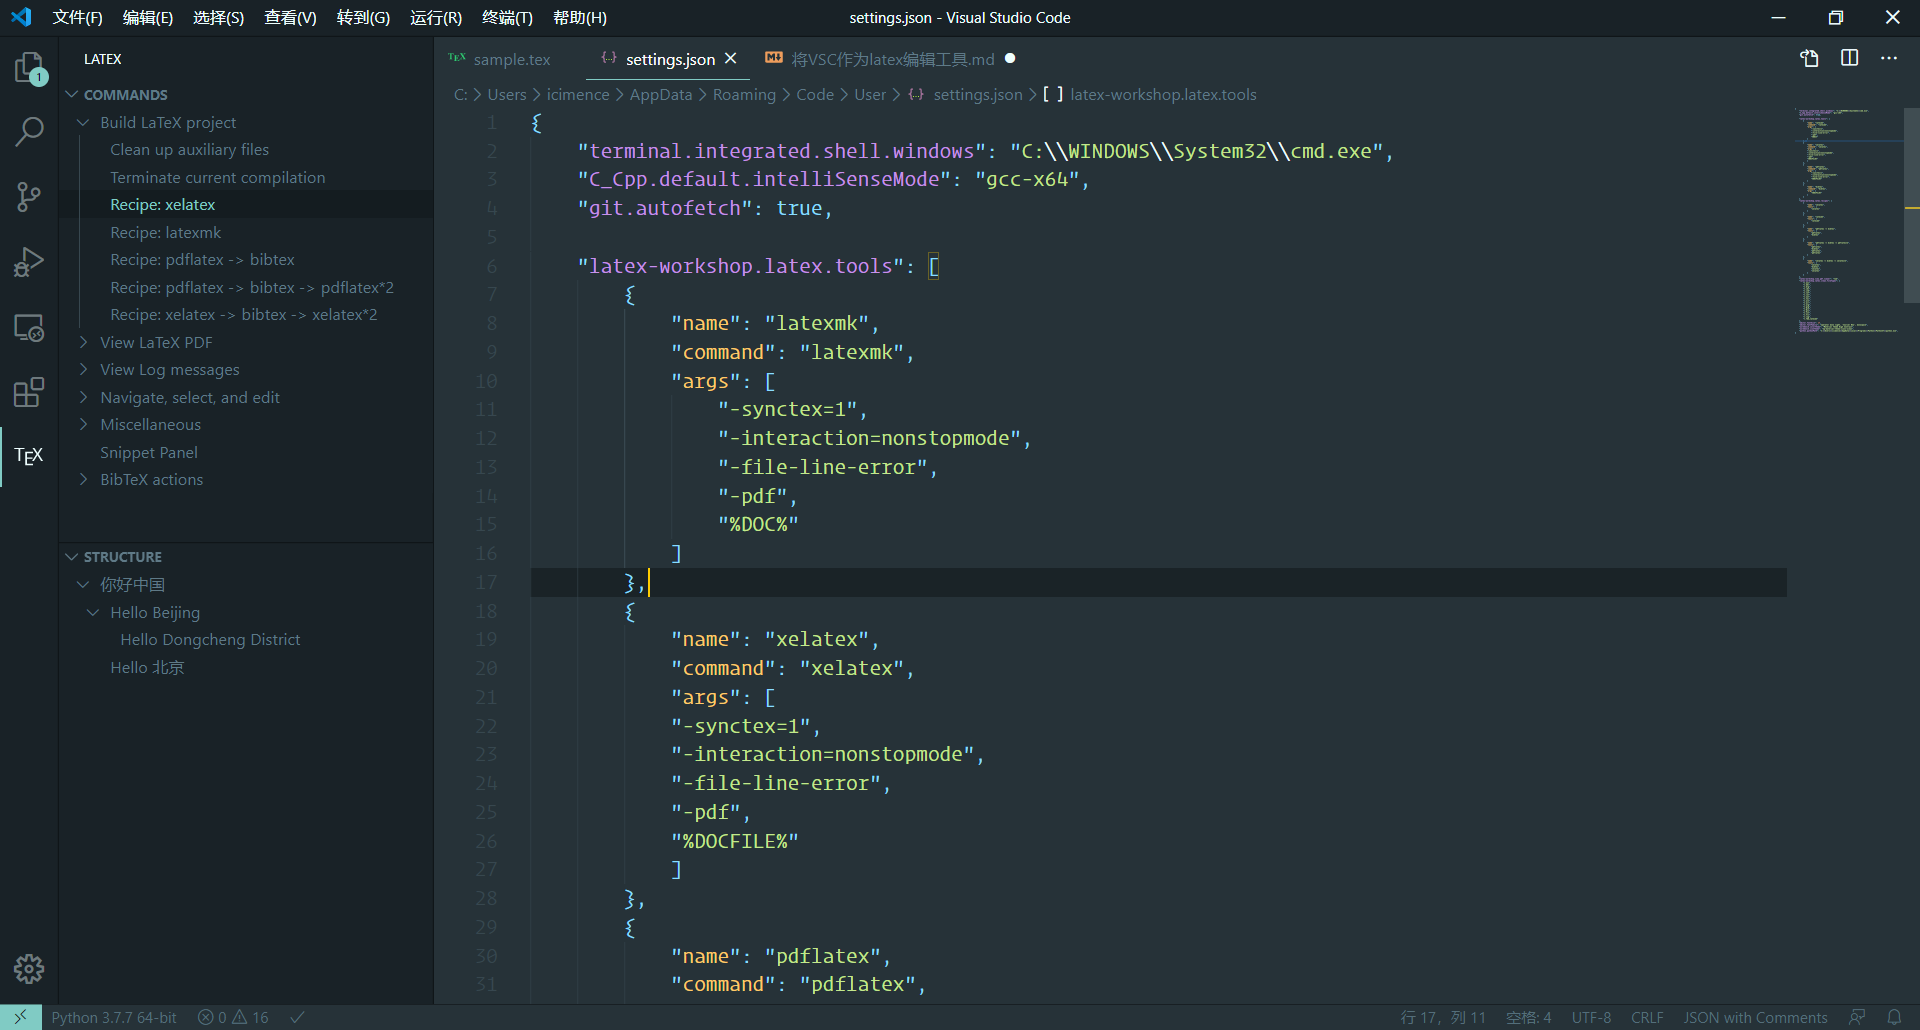 文件(F) 编辑(E) 选择(S) 查看(V) 转到(G) 运行(R) 终端(T) 帮助(H) settings.json - Visual Studio Code
LATEX
COMMANDS
Build LaTeX project
Clean up auxiliary files
Terminate current compilation
Recipe: xelatex
Recipe: latexmk
Recipe: pdflatex -> bibtex
Recipe: pdflatex -> bibtex -> pdflatex*2
Recipe: xelatex -> bibtex -> xelatex*2
View LaTeX PDF
View Log messages
Navigate, select, and edit
Miscellaneous
Snippet Panel
BibTeX actions
1
TEX
STRUCTURE
你好中国
Hello Beijing
Hello Dongcheng District
Hello 北京
TEX sample.tex {..} settings.json M 将VSC作为latex编辑工具.md
C: > Users > icimence > AppData > Roaming > Code > User > {..} settings.json > [ ] latex-workshop.latex.tools
1 {
2 "terminal.integrated.shell.windows": "C:\\WINDOWS\\System32\\cmd.exe",
3 "C_Cpp.default.intelliSenseMode": "gcc-x64",
4 "git.autofetch": true,
5
6 "latex-workshop.latex.tools": [
7 {
8 "name": "latexmk",
9 "command": "latexmk",
10 "args": [
11 "-synctex=1",
12 "-interaction=nonstopmode",
13 "-file-line-error",
14 "-pdf",
15 "%DOC%"
16 ]
17 },
18 {
19 "name": "xelatex",
20 "command": "xelatex",
21 "args": [
22 "-synctex=1",
23 "-interaction=nonstopmode",
24 "-file-line-error",
25 "-pdf",
26 "%DOCFILE%"
27 ]
28 },
29 {
30 "name": "pdflatex",
31 "command": "pdflatex",
Python 3.7.7 64-bit 0 16 行 17, 列 11 空格: 4 UTF-8 CRLF JSON with Comments